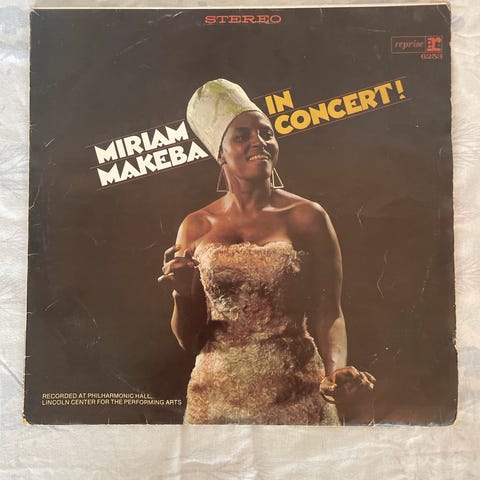 STEREO
reprise r:
6253
MIRIAM
MAKEBA
IN
CONCERT!
RECORDED AT PHILHARMONIC HALL,
LINCOLN CENTER FOR THE PERFORMING ARTS